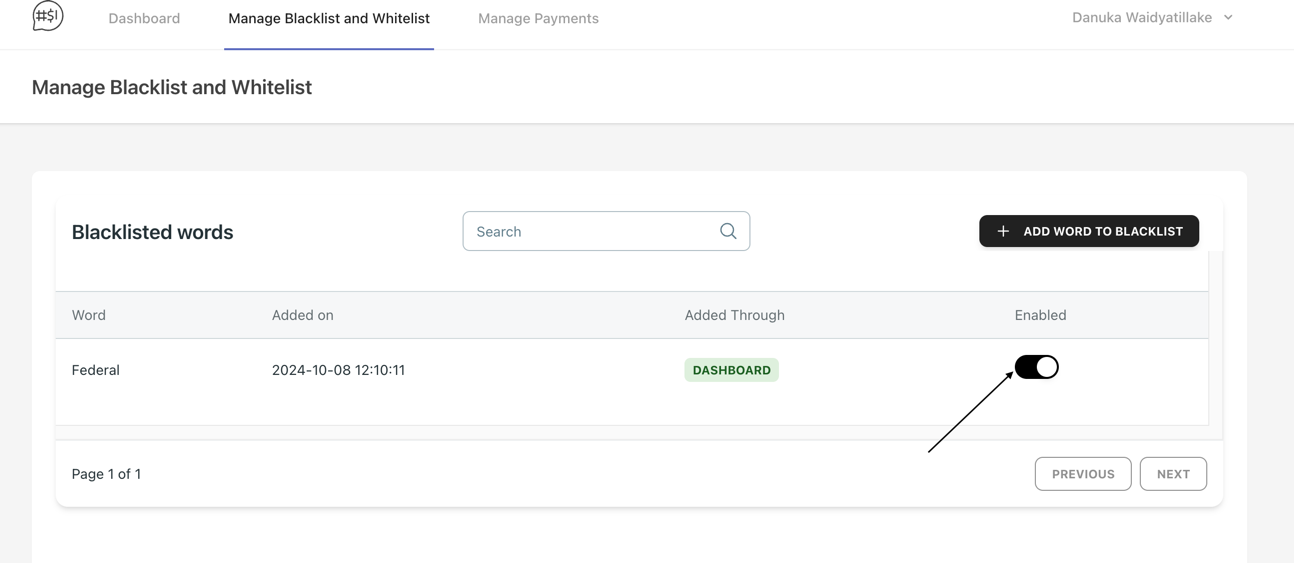 #$!
Dashboard Manage Blacklist and Whitelist Manage Payments Danuka Waidyatillake
Manage Blacklist and Whitelist
Blacklisted words Search ADD WORD TO BLACKLIST
Word Added on Added Through Enabled
Federal 2024-10-08 12:10:11 DASHBOARD
Page 1 of 1 PREVIOUS NEXT